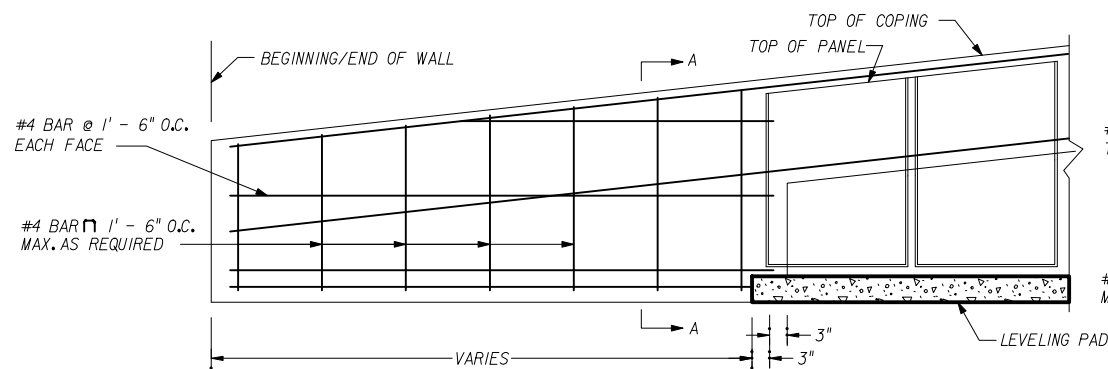 TOP OF COPING
TOP OF PANEL
BEGINNING/END OF WALL
A
#4 BAR @ 1' - 6" O.C.
EACH FACE
#
T
#4 BAR ⊓ 1' - 6" O.C.
MAX. AS REQUIRED
#
M
A
3"
LEVELING PAD
VARIES
3"